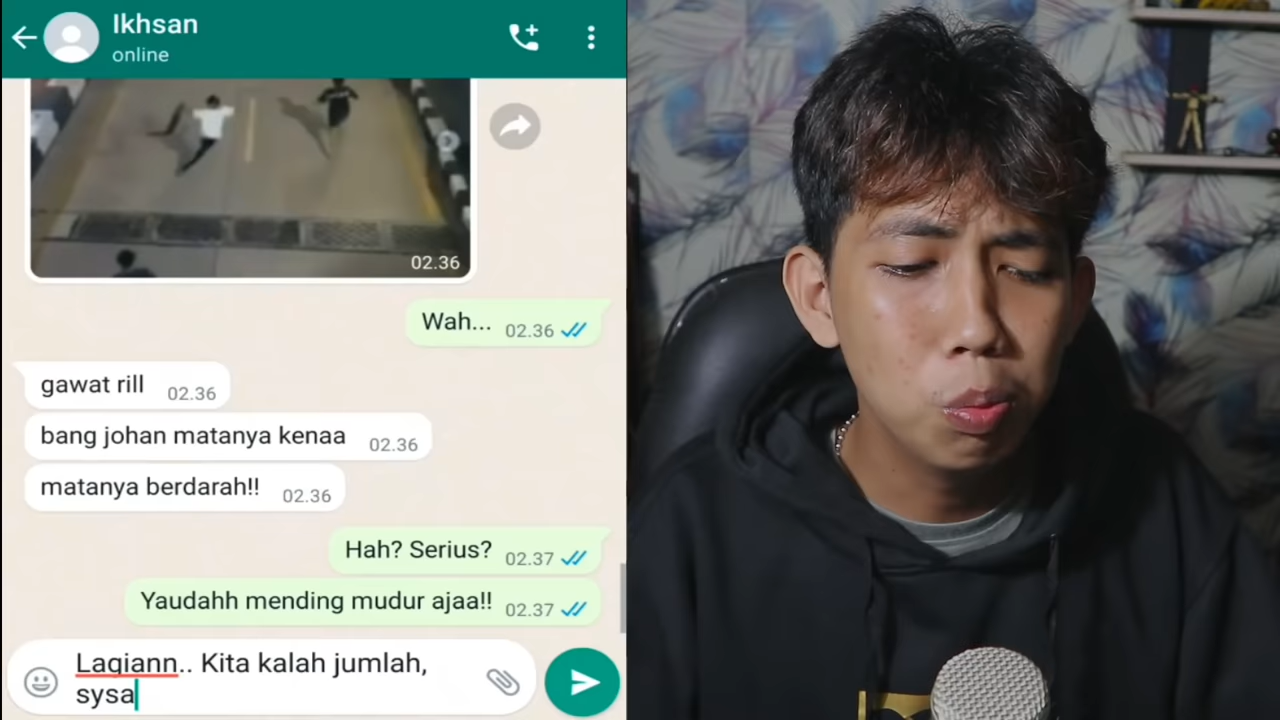 Ikhsan
online
02.36
Wah... 02.36
gawat rill 02.36
bang johan matanya kenaa 02.36
matanya berdarah!! 02.36
Hah? Serius? 02.37
Yaudahh mending mudur ajaa!! 02.37
Lagiann.. Kita kalah jumlah,
sysa